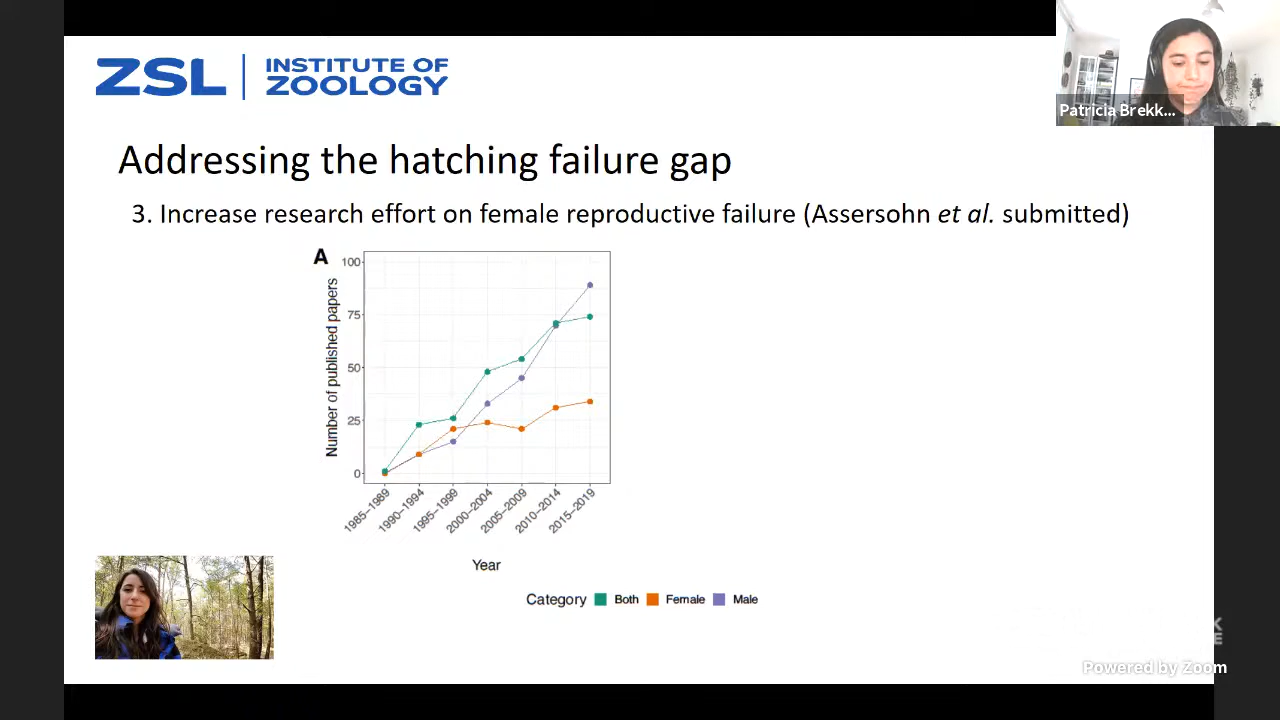 ZSL INSTITUTE OF
ZOOLOGY
Patricia Brekk...
Addressing the hatching failure gap
3. Increase research effort on female reproductive failure (Assersohn et al. submitted)
A
Number of published papers
100
75
50
25
0
1985–1989
1990–1994
1995–1999
2000–2004
2005–2009
2010–2014
2015–2019
Year
Category Both Female Male
K
E
Powered by Zoom